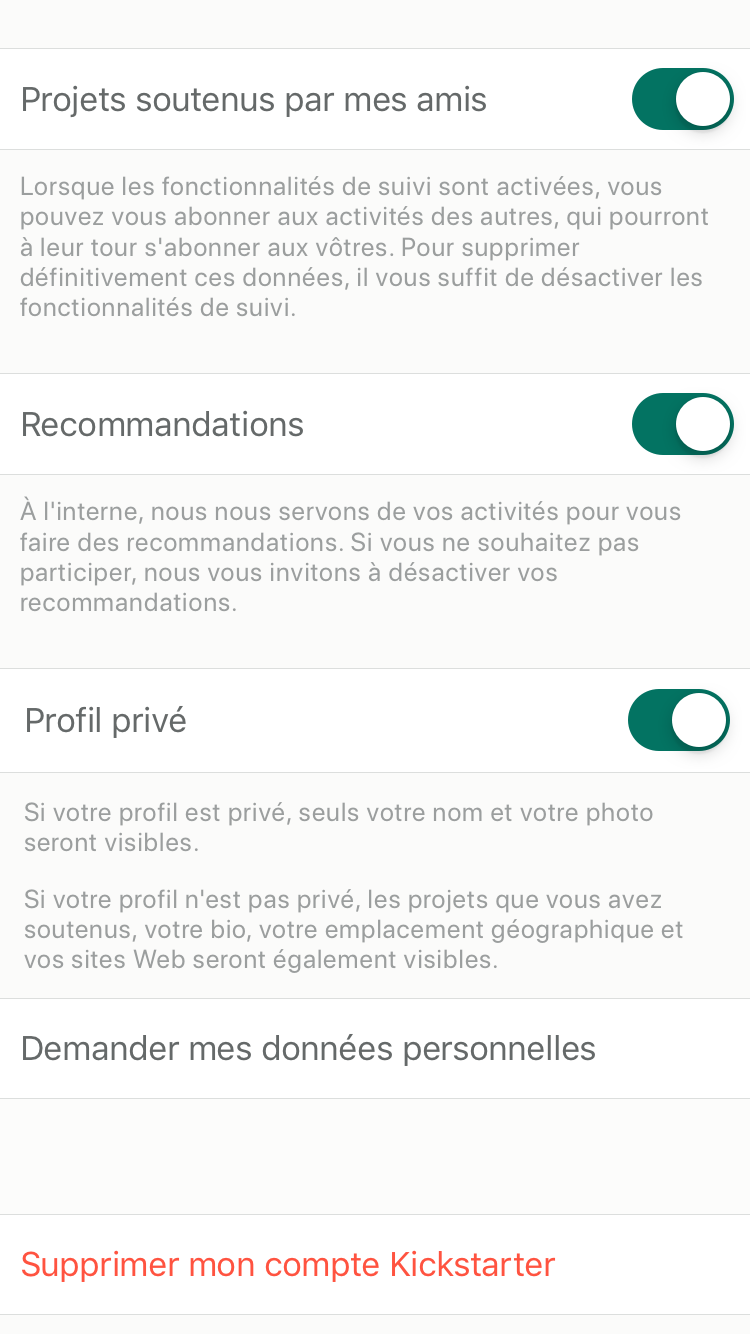 Projets soutenus par mes amis
Lorsque les fonctionnalités de suivi sont activées, vous
pouvez vous abonner aux activités des autres, qui pourront
à leur tour s'abonner aux vôtres. Pour supprimer
définitivement ces données, il vous suffit de désactiver les
fonctionnalités de suivi.
Recommandations
À l'interne, nous nous servons de vos activités pour vous
faire des recommandations. Si vous ne souhaitez pas
participer, nous vous invitons à désactiver vos
recommandations.
Profil privé
Si votre profil est privé, seuls votre nom et votre photo
seront visibles.
Si votre profil n'est pas privé, les projets que vous avez
soutenus, votre bio, votre emplacement géographique et
vos sites Web seront également visibles.
Demander mes données personnelles
Supprimer mon compte Kickstarter